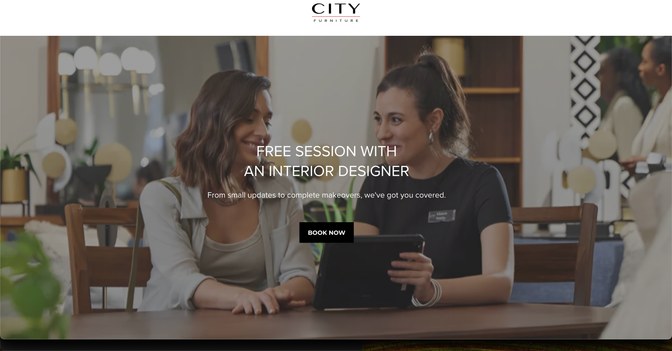 CITY
FURNITURE
FREE SESSION WITH
AN INTERIOR DESIGNER
From small updates to complete makeovers, we've got you covered.
BOOK NOW